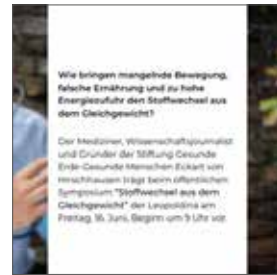 Wie bringen mangelnde Bewegung,
falsche Ernährung und zu hohe
Energiezufuhr den Stoffwechsel aus
dem Gleichgewicht?
Der Mediziner, Wissenschaftsjournalist
und Gründer der Stiftung Gesunde
Erde-Gesunde Menschen Eckart von
Hirschhausen trägt beim öffentlichen
Symposium "Stoffwechsel aus dem
Gleichgewicht" der Leopoldina am
Freitag, 16. Juni, Beginn um 9 Uhr vor.